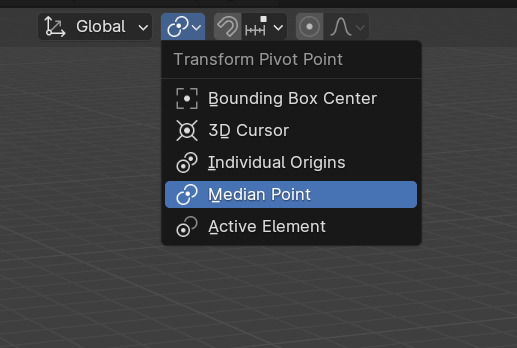 Global
Transform Pivot Point
Bounding Box Center
3D Cursor
Individual Origins
Median Point
Active Element